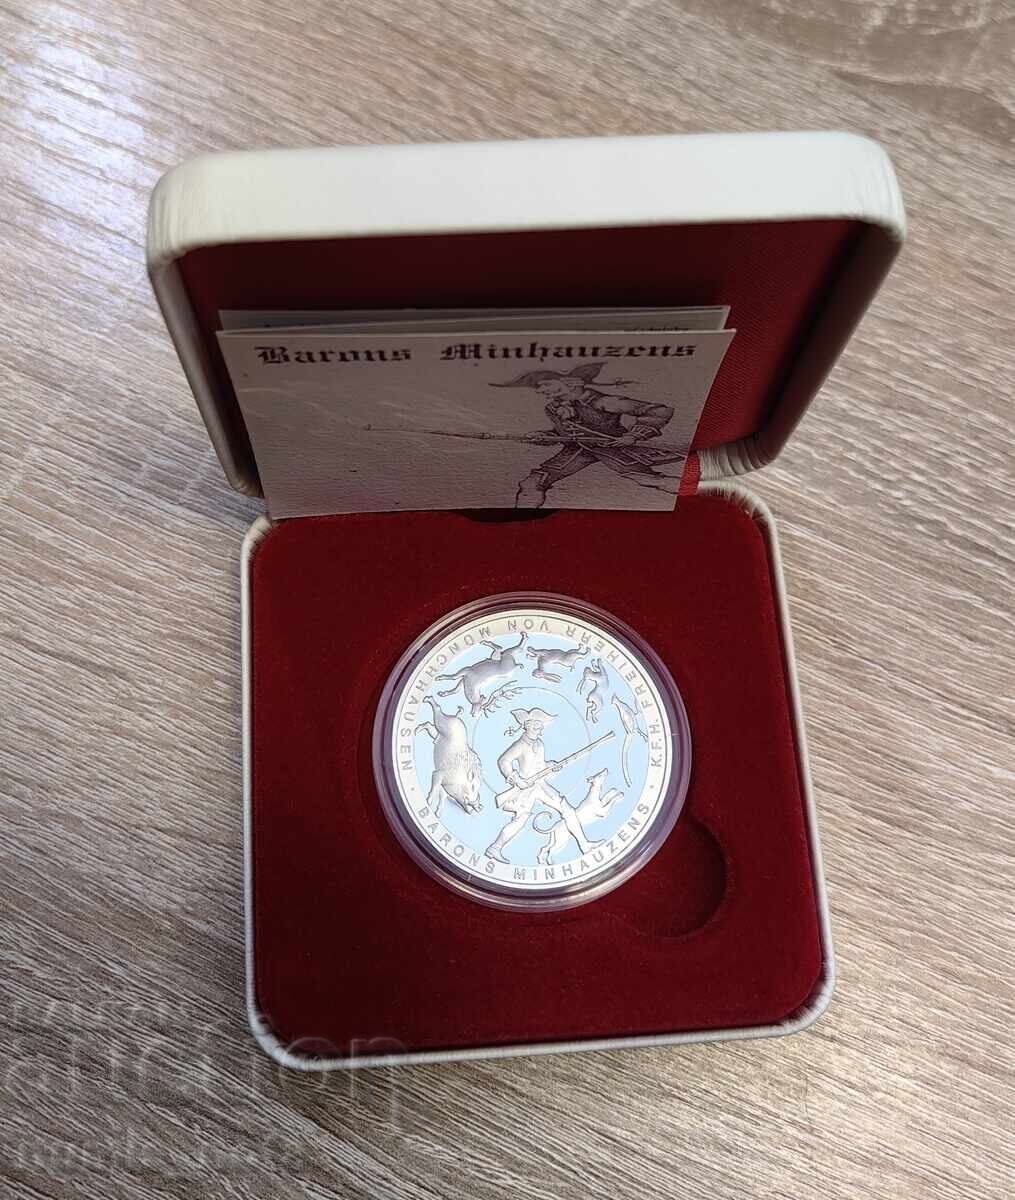 Barons Minhauzens
K.F.H. FREIHERR VON MÜNCHHAUSEN
· BARONS MINHAUZENS ·